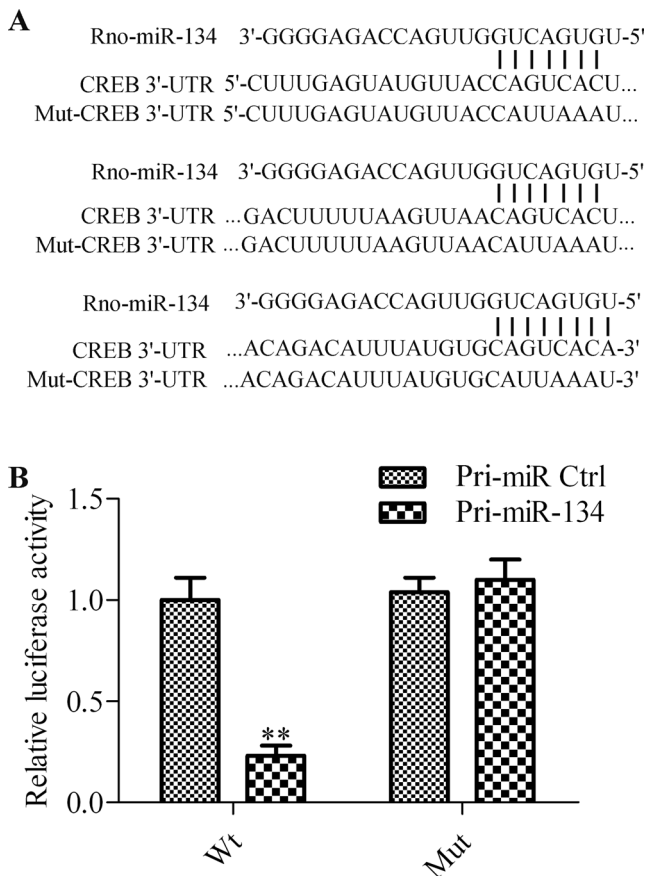 A
Rno-miR-134 3'-GGGGAGACCAGUUGGUCAGUGU-5'
CREB 3'-UTR 5'-CUUUGAGUAUGUUACCAGUCACU...
Mut-CREB 3'-UTR 5'-CUUUGAGUAUGUUACCAUUAAAU...
Rno-miR-134 3'-GGGGAGACCAGUUGGUCAGUGU-5'
CREB 3'-UTR ...GACUUUUUAAGUUAACAGUCACU...
Mut-CREB 3'-UTR ...GACUUUUUAAGUUAACAUUAAAU...
Rno-miR-134 3'-GGGGAGACCAGUUGGUCAGUGU-5'
CREB 3'-UTR ...ACAGACAUUUAUGUGCAGUCACA-3'
Mut-CREB 3'-UTR ...ACAGACAUUUAUGUGCAUUAAAU-3'
B
Pri-miR Ctrl
Pri-miR-134
Relative luciferase activity
1.5
1.0
0.5
0.0
**
Wt
Mut